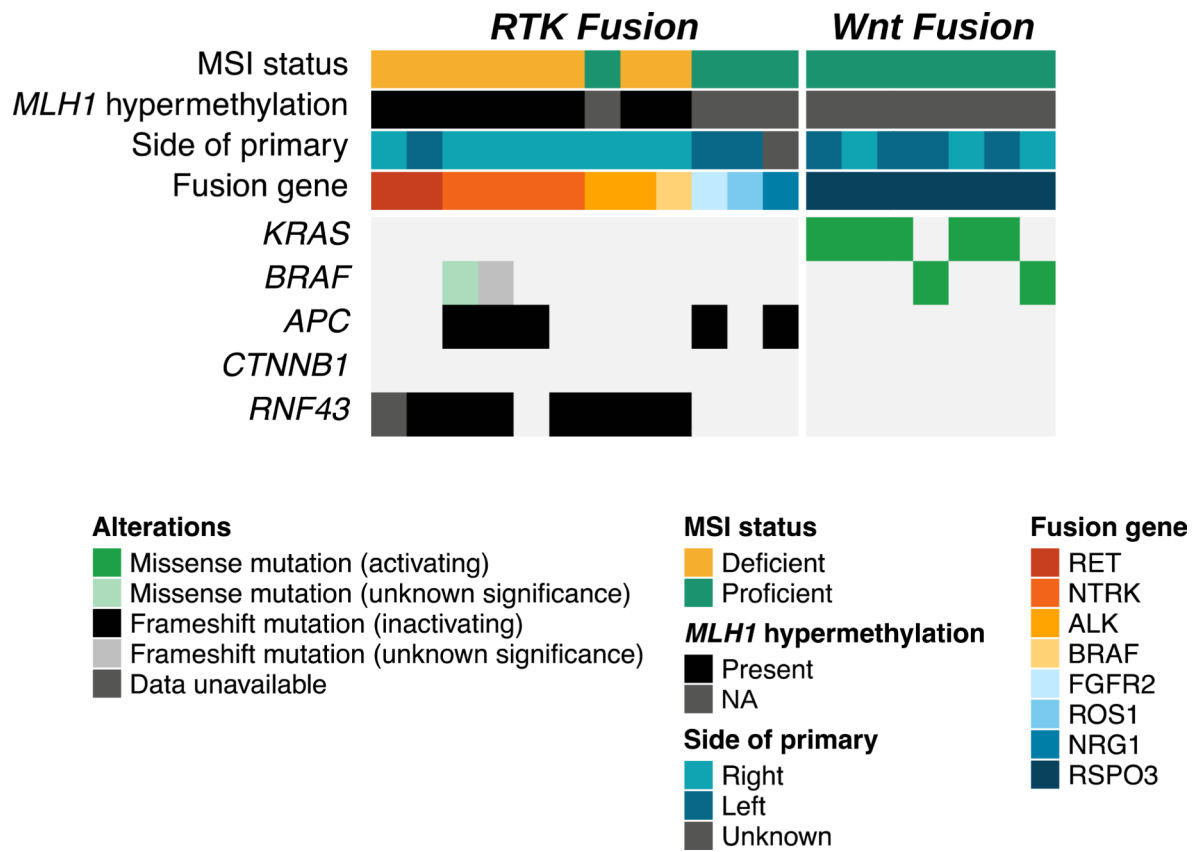 RTK Fusion
Wnt Fusion
MSI status
MLH1 hypermethylation
Side of primary
Fusion gene
KRAS
BRAF
APC
CTNNB1
RNF43
Alterations
Missense mutation (activating)
Missense mutation (unknown significance)
Frameshift mutation (inactivating)
Frameshift mutation (unknown significance)
Data unavailable
MSI status
Deficient
Proficient
MLH1 hypermethylation
Present
NA
Side of primary
Right
Left
Unknown
Fusion gene
RET
NTRK
ALK
BRAF
FGFR2
ROS1
NRG1
RSPO3